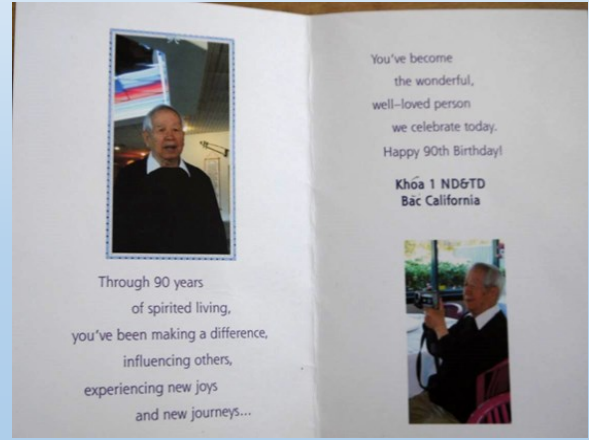 Through 90 years
of spirited living,
you've been making a difference,
influencing others,
experiencing new joys
and new journeys...
You've become
the wonderful,
well-loved person
we celebrate today.
Happy 90th Birthday!
Khóa 1 ND&TD
Bắc California